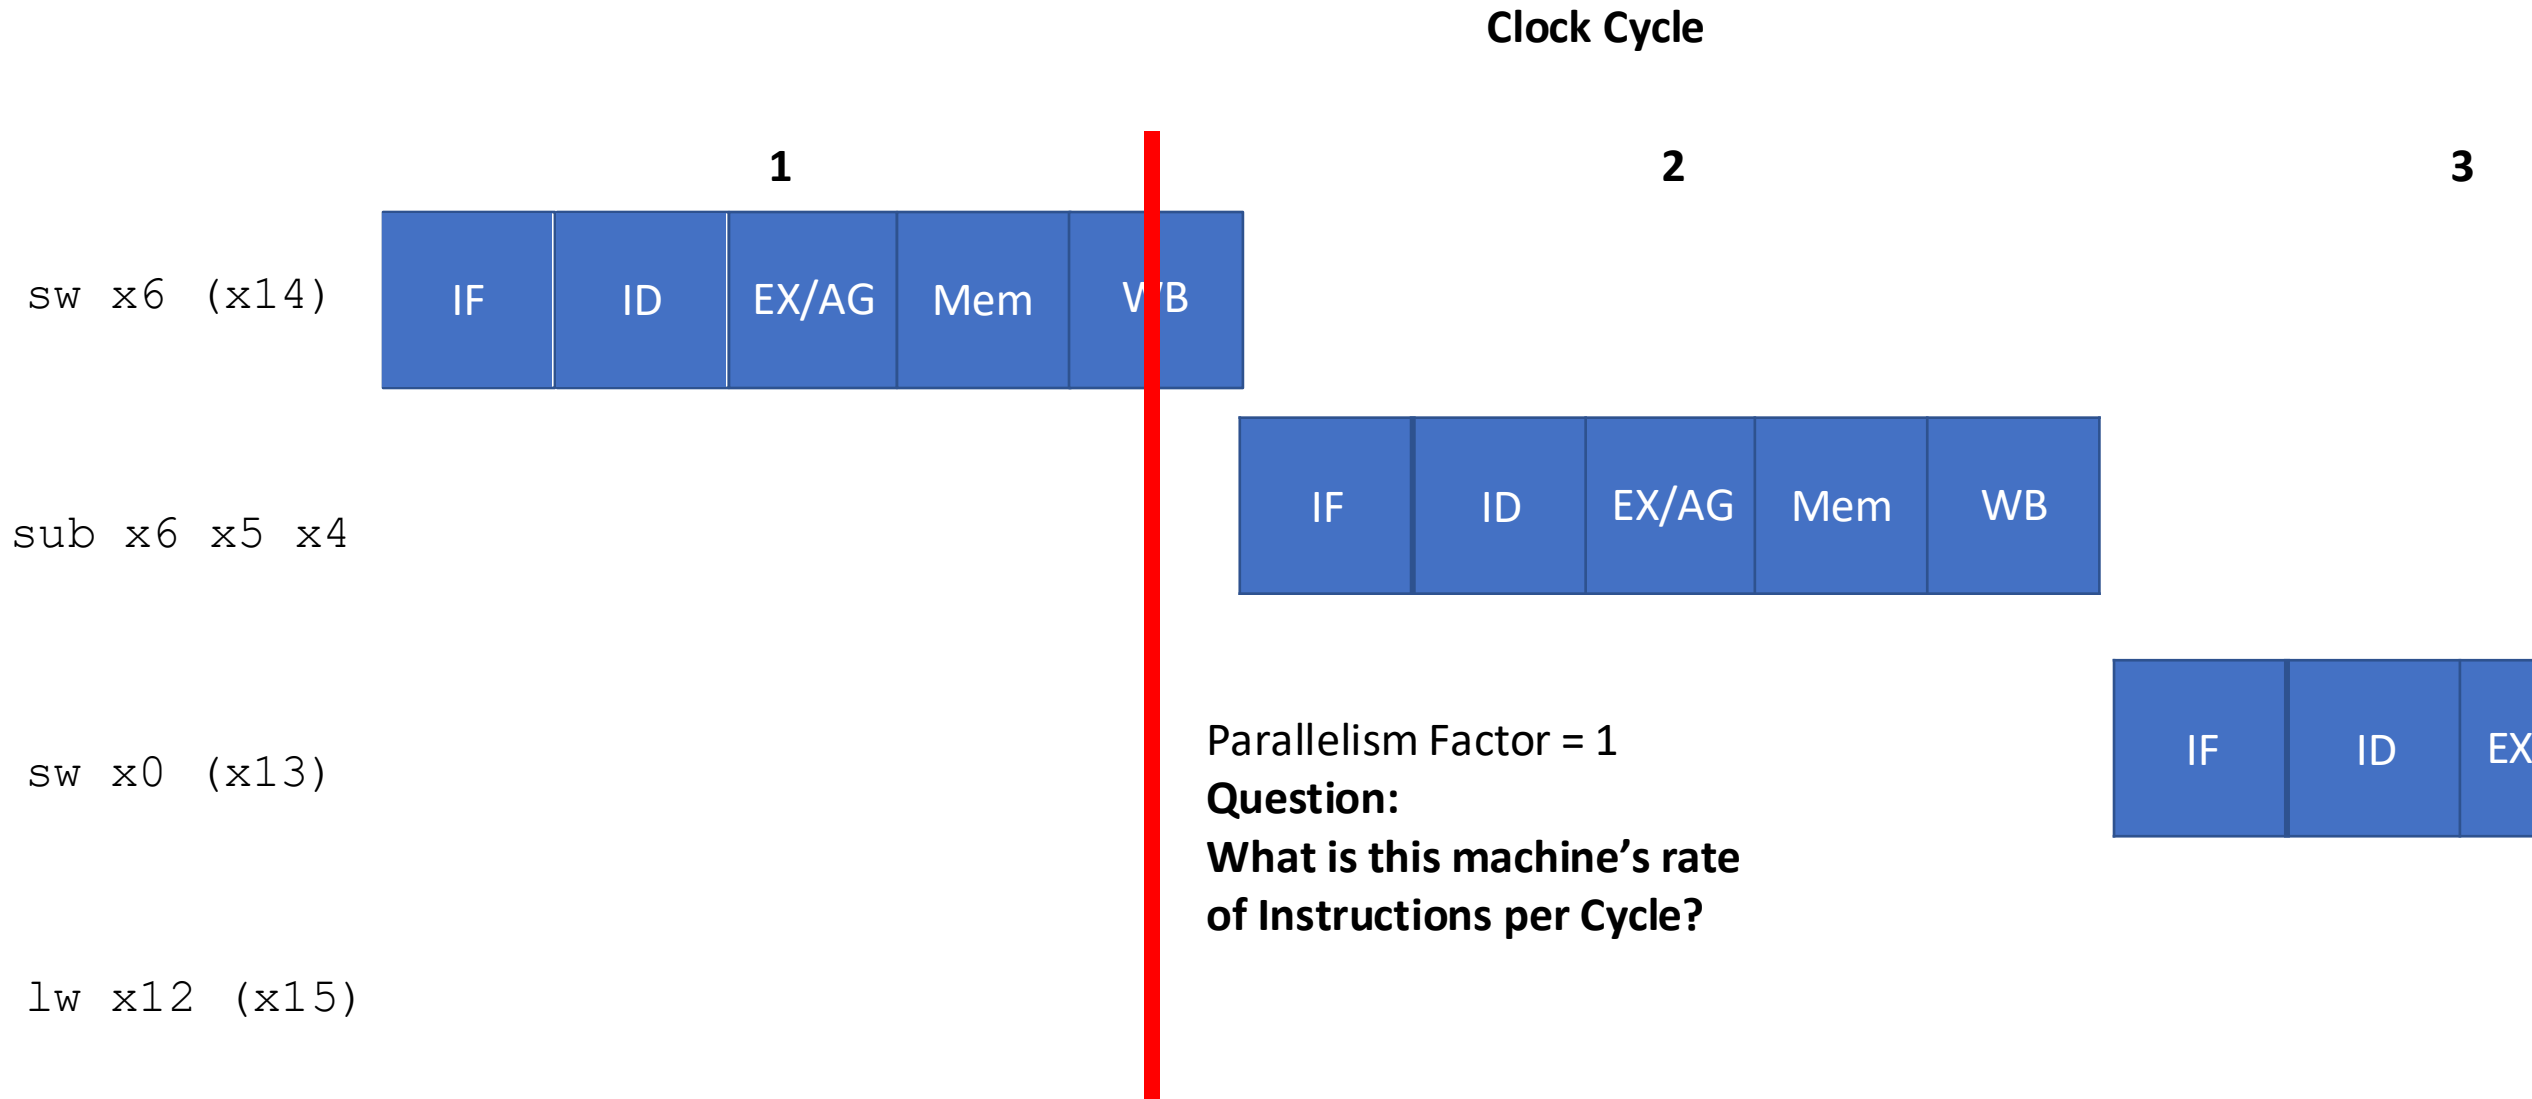 Clock Cycle
1 2 3
sw x6 (x14) IF ID EX/AG Mem WB
sub x6 x5 x4 IF ID EX/AG Mem WB
sw x0 (x13) IF ID EX
Parallelism Factor = 1
Question:
What is this machine’s rate
of Instructions per Cycle?
lw x12 (x15)